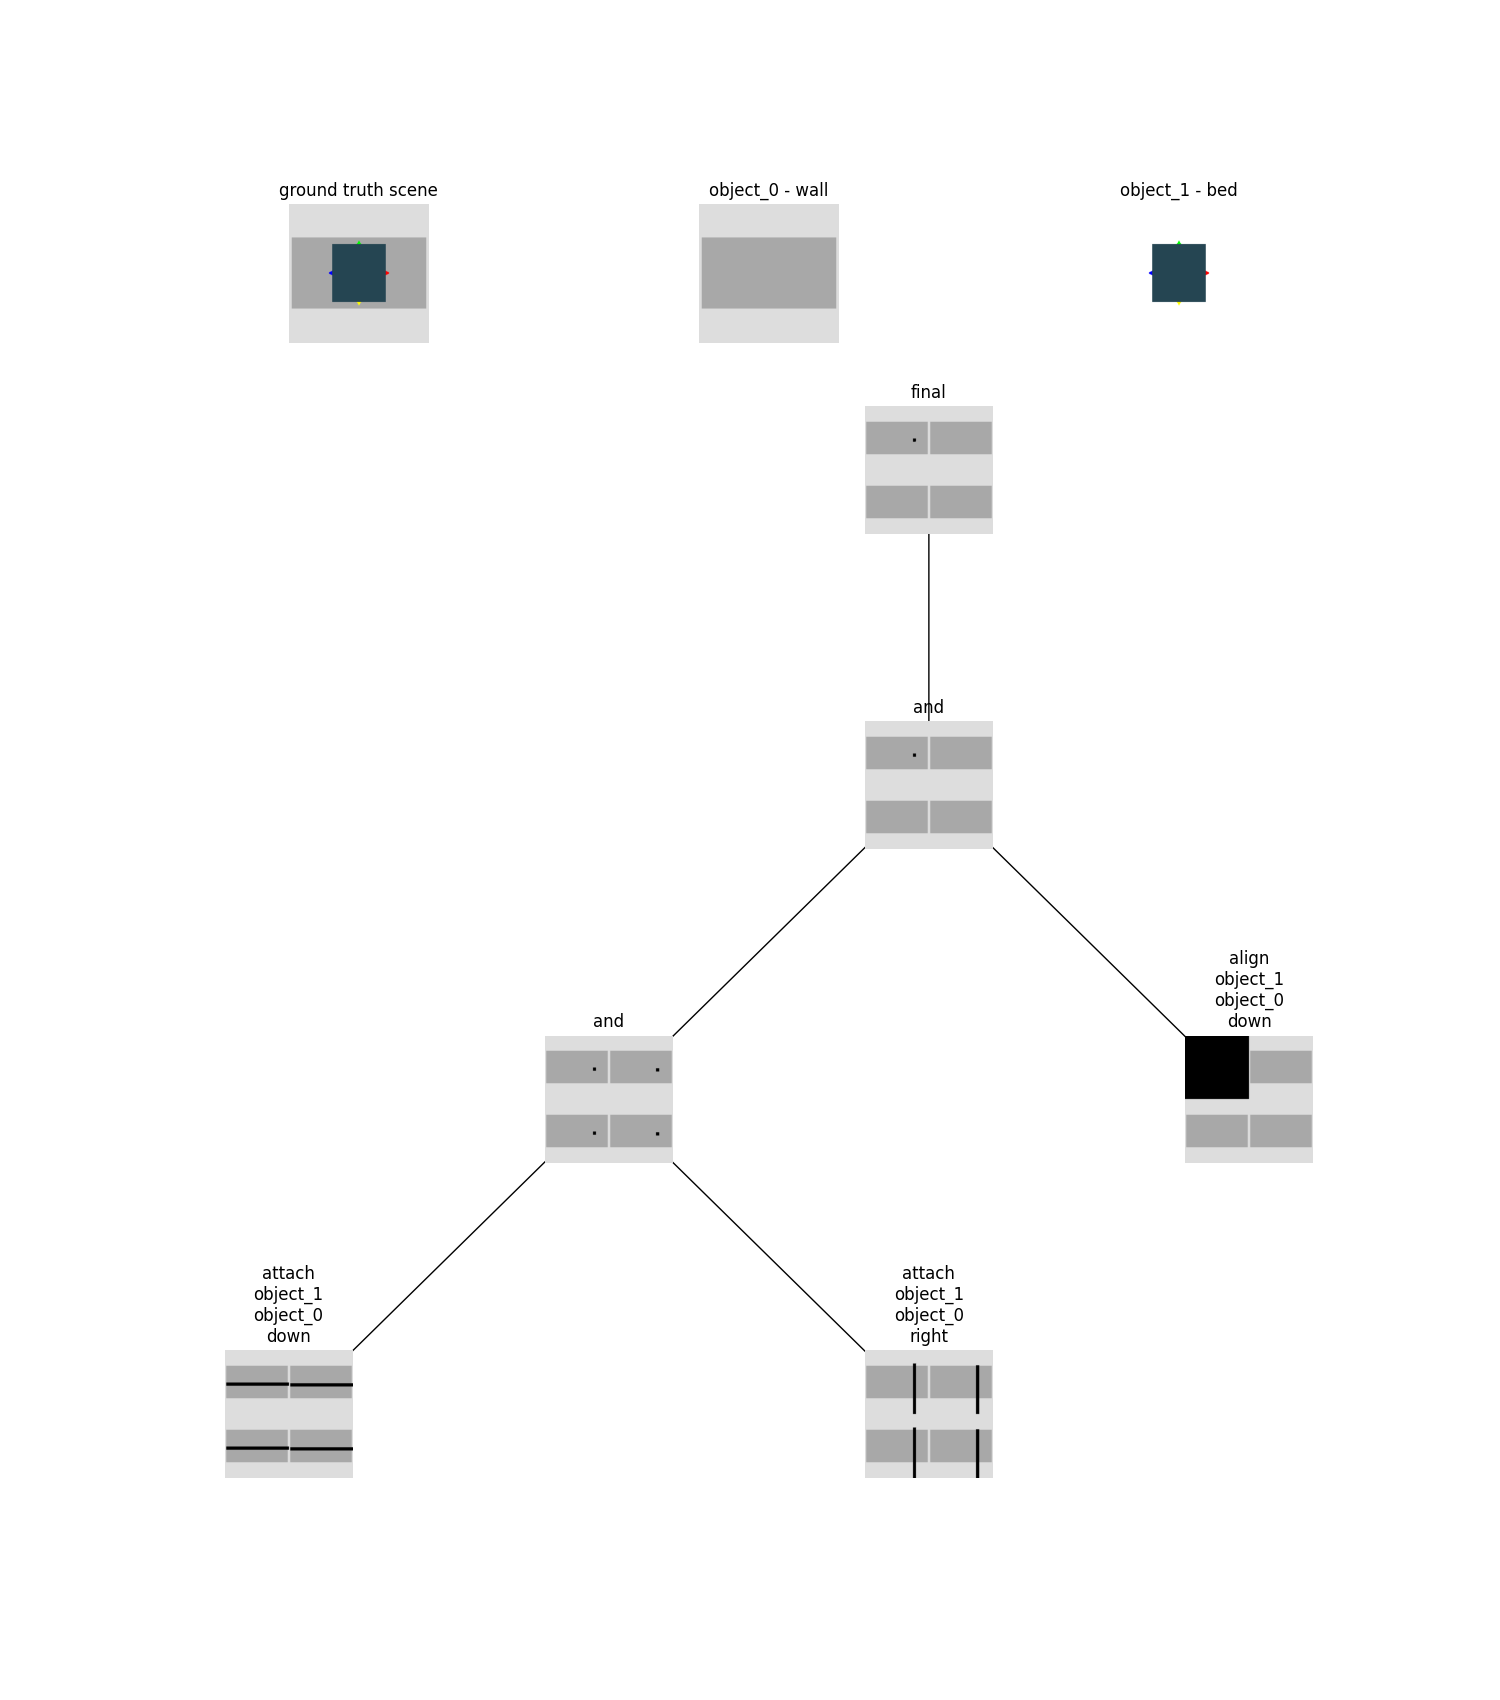 ground truth scene
object_0 - wall
object_1 - bed
final
and
align
object_1
object_0
down
and
attach
object_1
object_0
down
attach
object_1
object_0
right